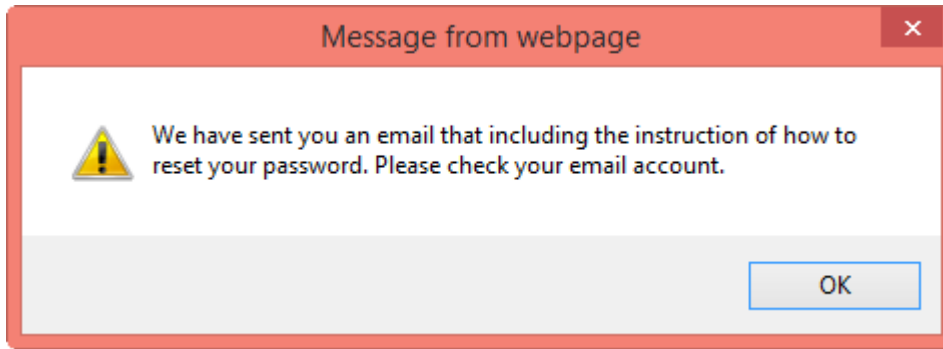 Message from webpage
We have sent you an email that including the instruction of how to
reset your password. Please check your email account.
OK